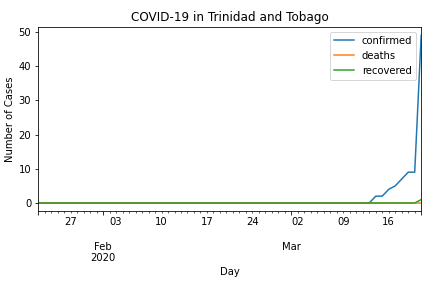 COVID-19 in Trinidad and Tobago
confirmed
deaths
recovered
Number of Cases
50
40
30
20
10
0
27 03 10 17 24 02 09 16
Feb Mar
2020
Day